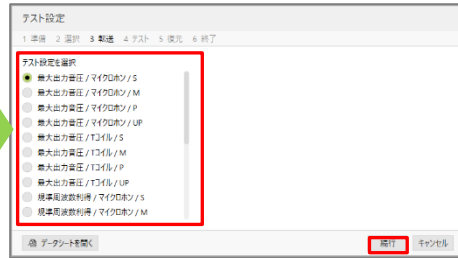 テスト設定
1 準備 2 選択 3 転送 4 テスト 5 復元 6 終了
テスト設定を選択
最大出力音圧 / マイクロホン / S
最大出力音圧 / マイクロホン / M
最大出力音圧 / マイクロホン / P
最大出力音圧 / マイクロホン / UP
最大出力音圧 / Tコイル / S
最大出力音圧 / Tコイル / M
最大出力音圧 / Tコイル / P
最大出力音圧 / Tコイル / UP
規準周波数利得 / マイクロホン / S
規準周波数利得 / マイクロホン / M
データシートを開く
続行 キャンセル